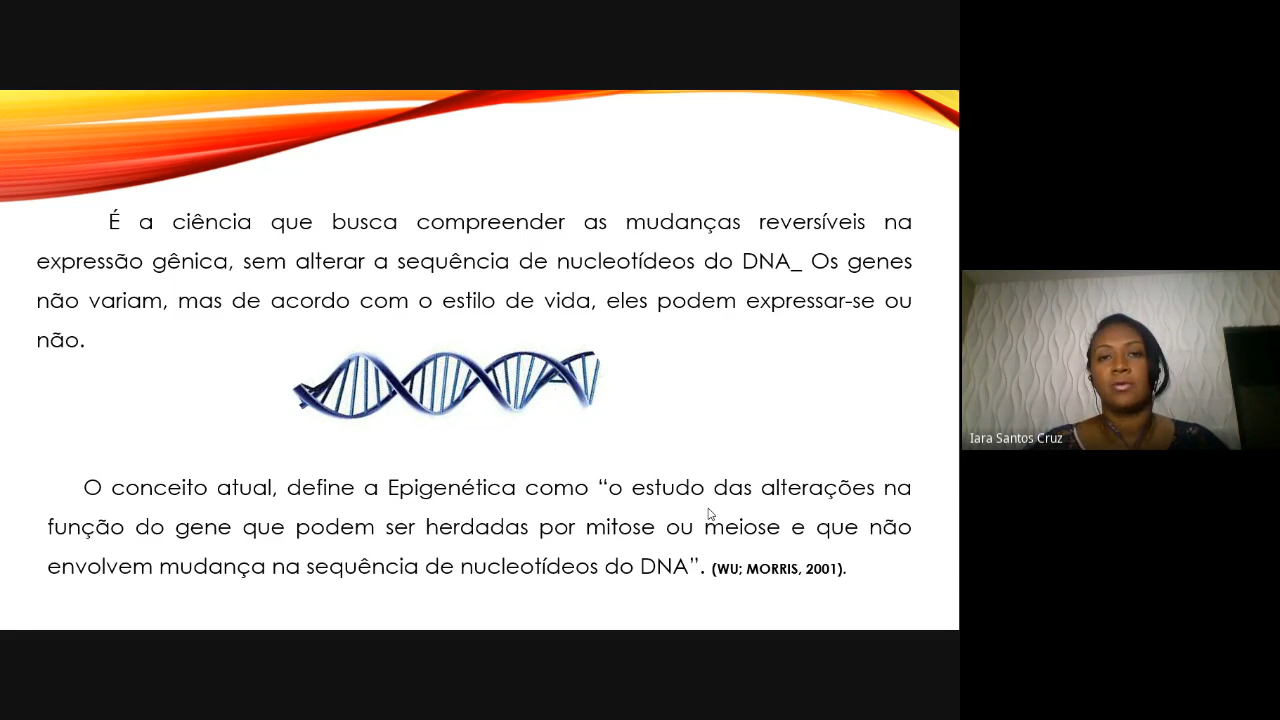 É a ciência que busca compreender as mudanças reversíveis na
expressão gênica, sem alterar a sequência de nucleotídeos do DNA_ Os genes
não variam, mas de acordo com o estilo de vida, eles podem expressar-se ou
não.
O conceito atual, define a Epigenética como “o estudo das alterações na
função do gene que podem ser herdadas por mitose ou meiose e que não
envolvem mudança na sequência de nucleotídeos do DNA”. (WU; MORRIS, 2001).
Iara Santos Cruz